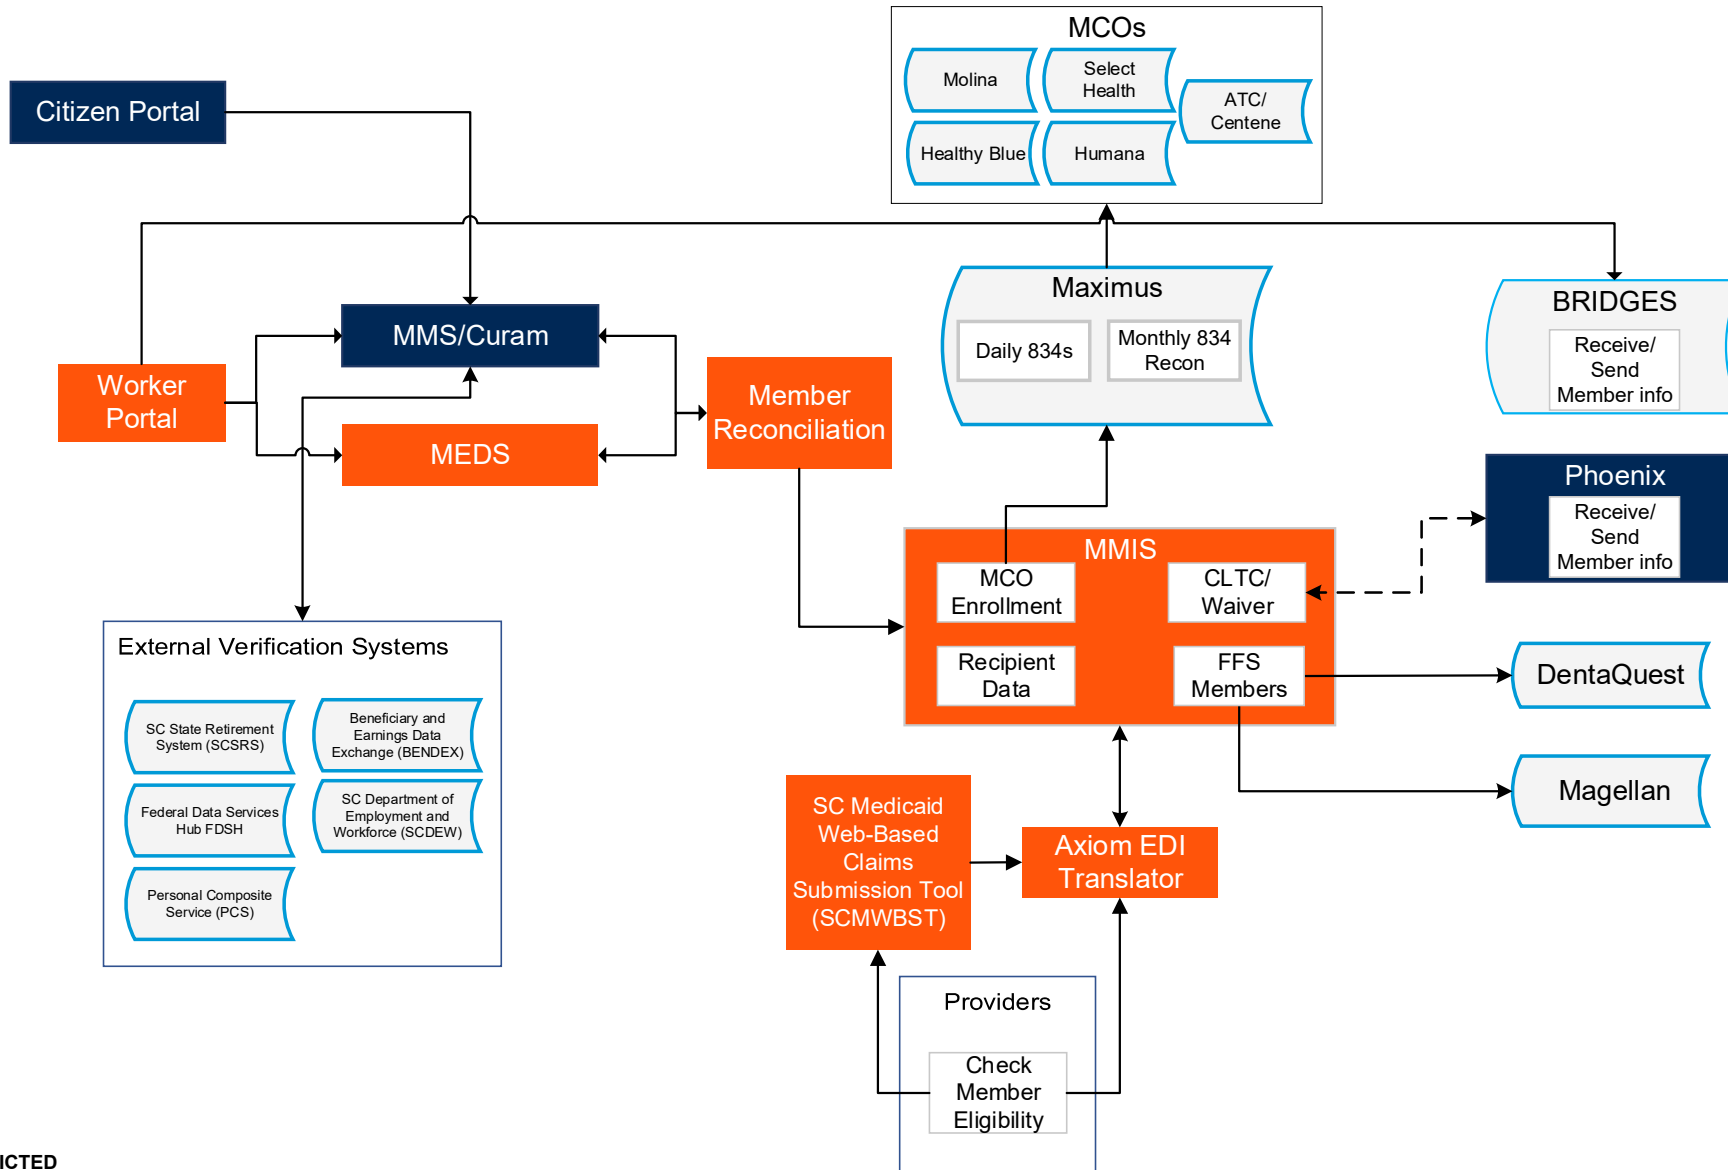 MCOs
Molina
Select
Health
ATC/
Centene
Healthy Blue
Humana
Citizen Portal
Maximus
Daily 834s
Monthly 834
Recon
BRIDGES
Receive/
Send
Member info
MMS/Curam
Worker
Portal
MEDS
Member
Reconciliation
Phoenix
Receive/
Send
Member info
MMIS
MCO
Enrollment
CLTC/
Waiver
Recipient
Data
FFS
Members
DentaQuest
Magellan
External Verification Systems
SC State Retirement
System (SCSRS)
Beneficiary and
Earnings Data
Exchange (BENDEX)
Federal Data Services
Hub FDSH
SC Department of
Employment and
Workforce (SCDEW)
Personal Composite
Service (PCS)
SC Medicaid
Web-Based
Claims
Submission Tool
(SCMWBST)
Axiom EDI
Translator
Providers
Check
Member
Eligibility
ICTED